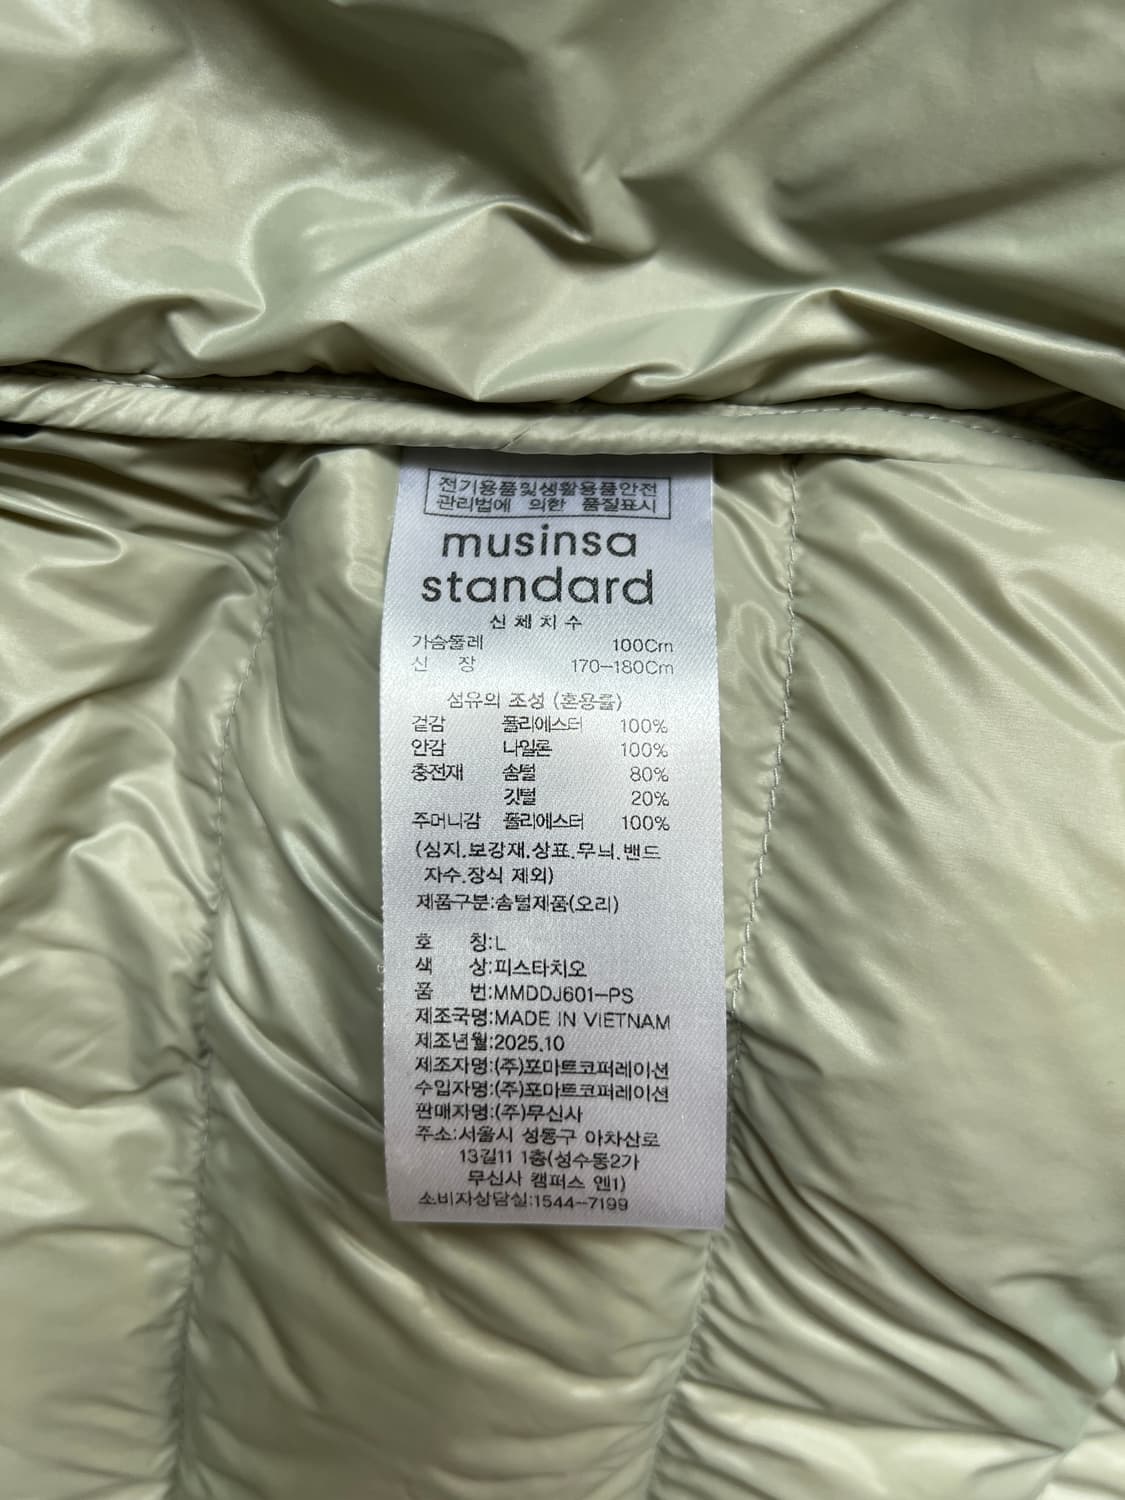 전기용품및생활용품안전
관리법에 의한 품질표시
musinsa
standard
신체치수
가슴둘레 100Cm
신 장 170-180Cm
섬유의 조성 (혼용률)
겉감 폴리에스터 100%
안감 나일론 100%
충전재 솜털 80%
깃털 20%
주머니감 폴리에스터 100%
(심지.보강재.상표.무늬.밴드
자수.장식 제외)
제품구분:솜털제품(오리)
호 칭:L
색 상:피스타치오
품 번:MMDDJ601-PS
제조국명:MADE IN VIETNAM
제조년월:2025.10
제조자명:(주)포마트코퍼레이션
수입자명:(주)포마트코퍼레이션
판매자명:(주)무신사
주소:서울시 성동구 아차산로
13길11 1층(성수동2가
무신사 캠퍼스 엔1)
소비자상담실:1544-7199